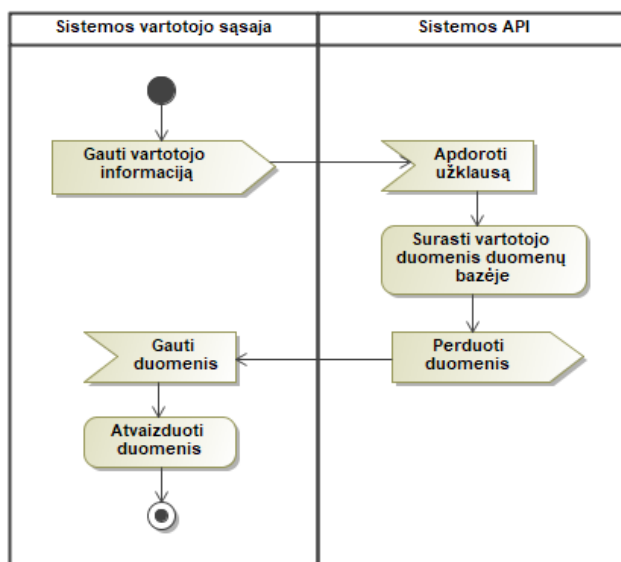 Sistemos vartotojo sąsaja
Sistemos API
Gauti vartotojo
informaciją
Apdoroti
užklausą
Surasti vartotojo
duomenis duomenų
bazėje
Gauti
duomenis
Perduoti
duomenis
Atvaizduoti
duomenis